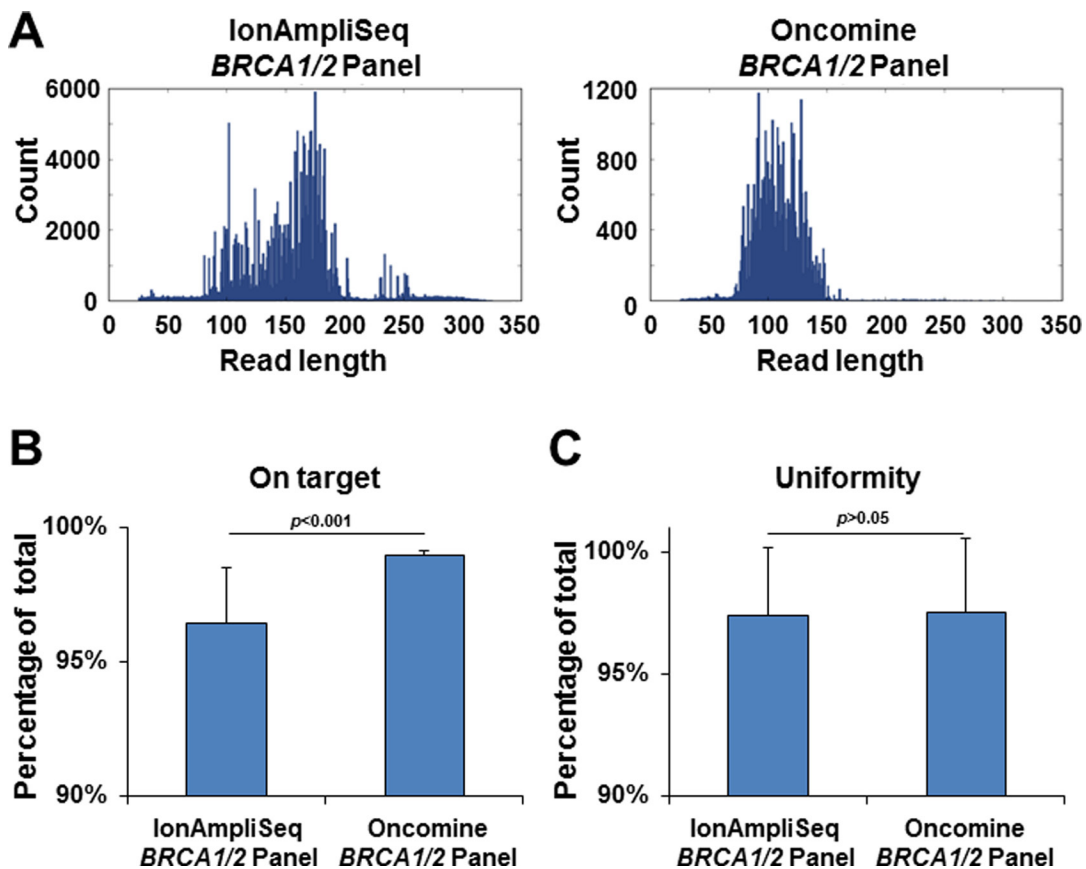 A
IonAmpliSeq
BRCA1/2 Panel
Count
6000
4000
2000
0
0 50 100 150 200 250 300 350
Read length
Oncomine
BRCA1/2 Panel
Count
1200
800
400
0
0 50 100 150 200 250 300 350
Read length
B
On target
Percentage of total
100%
95%
90%
p<0.001
IonAmpliSeq
BRCA1/2 Panel
Oncomine
BRCA1/2 Panel
C
Uniformity
Percentage of total
100%
95%
90%
p>0.05
IonAmpliSeq
BRCA1/2 Panel
Oncomine
BRCA1/2 Panel